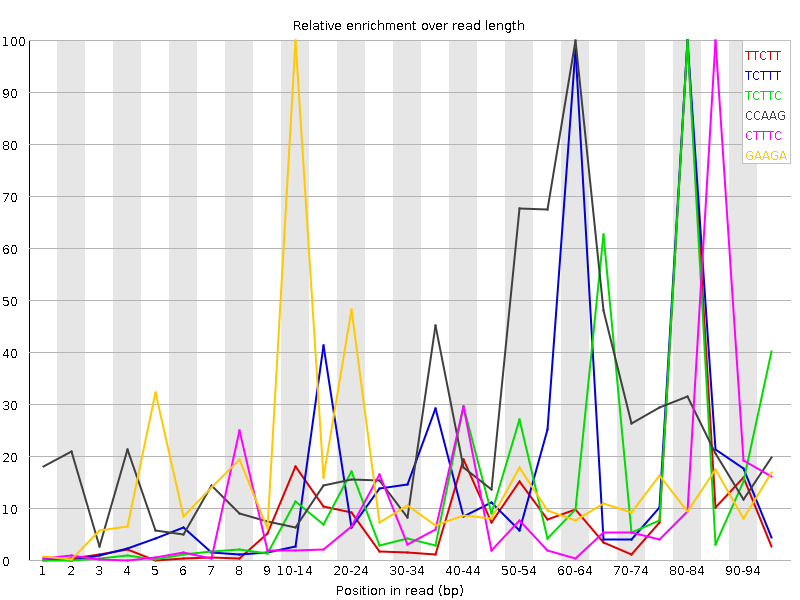 Relative enrichment over read length
100
90
80
70
60
50
40
30
20
10
0
TTCTT
TCTTT
TCTTC
CCAAG
CTTTC
GAAGA
1 2 3 4 5 6 7 8 9 10-14 20-24 30-34 40-44 50-54 60-64 70-74 80-84 90-94
Position in read (bp)